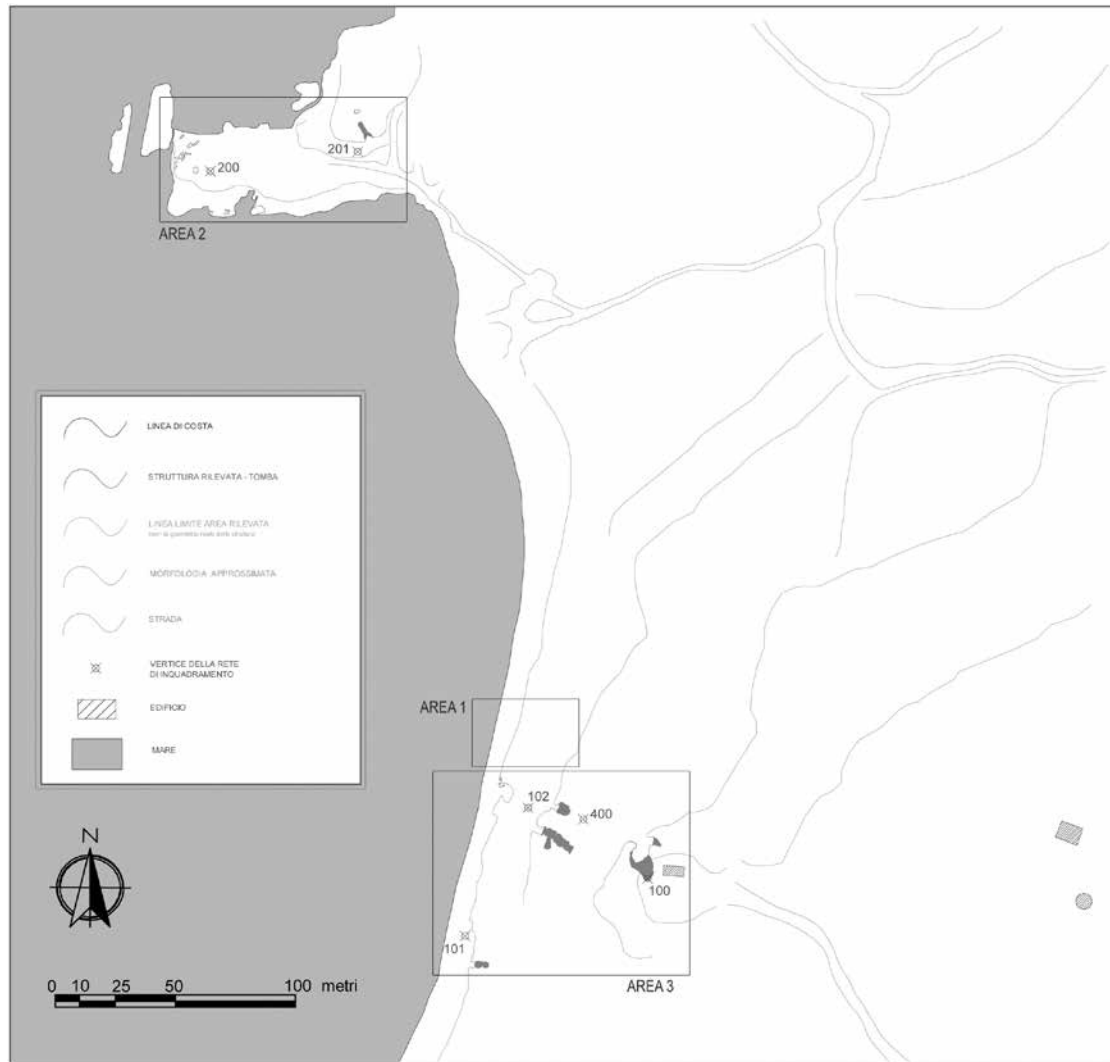 201
200
AREA 2
LINEA DI COSTA
STRUTTURA RILEVATA - TOMBA
LINEA LIMITE AREA RILEVATA
MORFOLOGIA APPROSSIMATA
STRADA
VERTICE DELLA RETE
DI INQUADRAMENTO
EDIFICIO
MARE
AREA 1
102
400
100
101
AREA 3
N
0 10 25 50 100 metri